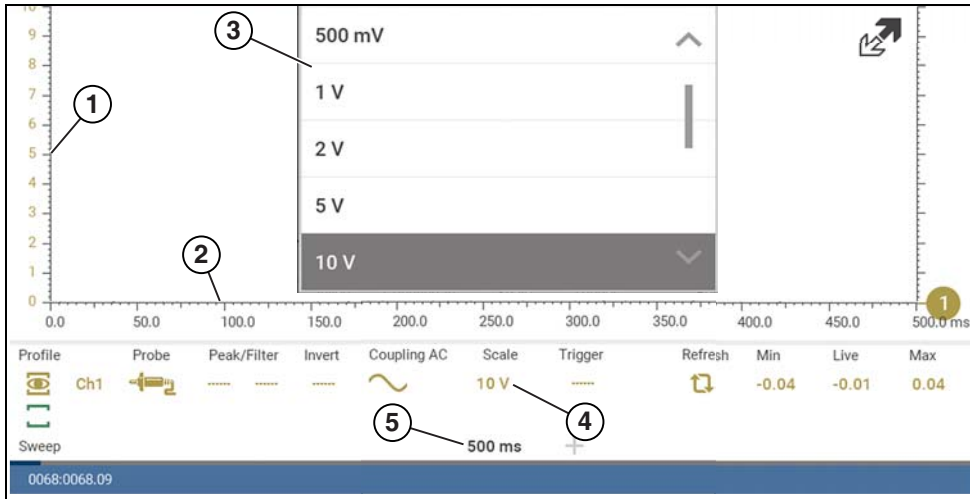 10
9
8
7
6
5
4
3
2
1
0
1
2
3
500 mV
1 V
2 V
5 V
10 V
1
0.0 50.0 100.0 150.0 200.0 250.0 300.0 350.0 400.0 450.0 500.0 ms
Profile Probe Peak/Filter Invert Coupling AC Scale Trigger Refresh Min Live Max
Ch1 ------ ------ ------ 10 V ------ -0.04 -0.01 0.04
4
5
Sweep 500 ms +
0068:0068.09